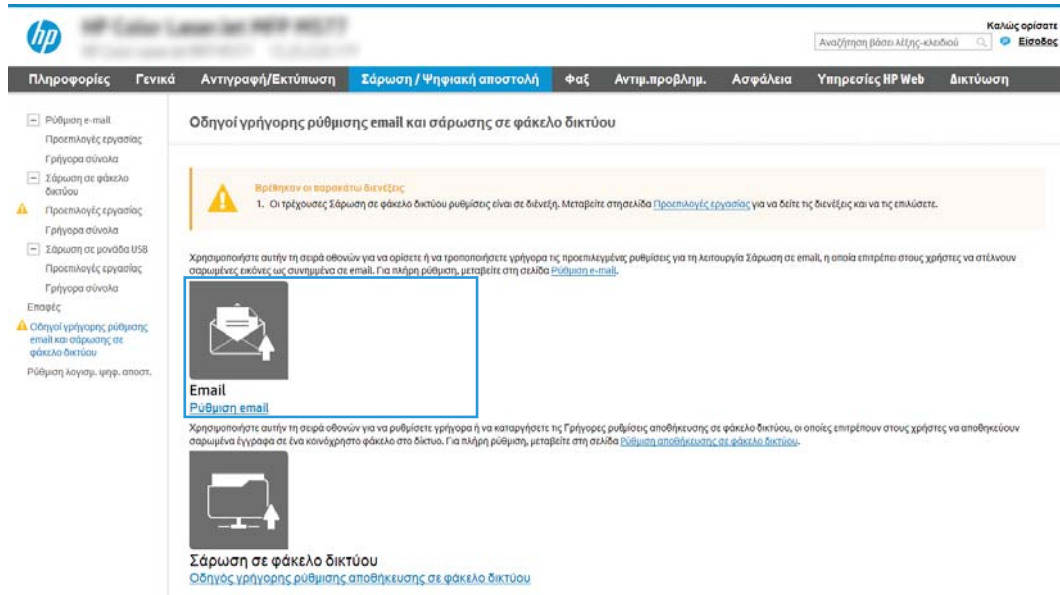 hp
Καλώς ορίσατε
Αναζήτηση βάσει λέξης-κλειδιού
Είσοδος
Πληροφορίες Γενικά Αντιγραφή/Εκτύπωση Σάρωση / Ψηφιακή αποστολή Φαξ Αντιμ.προβλημ. Ασφάλεια Υπηρεσίες HP Web Δικτύωση
Ρύθμιση e-mail
Προεπιλογές εργασίας
Γρήγορα σύνολα
Σάρωση σε φάκελο
δικτύου
Προεπιλογές εργασίας
Γρήγορα σύνολα
Σάρωση σε μονάδα USB
Προεπιλογές εργασίας
Γρήγορα σύνολα
Επαφές
Οδηγοί γρήγορης ρύθμισης
email και σάρωσης σε
φάκελο δικτύου
Ρύθμιση λογισμ. ψηφ. αποστ.
Οδηγοί γρήγορης ρύθμισης email και σάρωσης σε φάκελο δικτύου
Βρέθηκαν οι παρακάτω διενέξεις
1. Οι τρέχουσες Σάρωση σε φάκελο δικτύου ρυθμίσεις είναι σε διένεξη. Μεταβείτε στησελίδα Προεπιλογές εργασίας για να δείτε τις διενέξεις και να τις επιλύσετε.
Χρησιμοποιήστε αυτήν τη σειρά οθονών για να ορίσετε ή να τροποποιήσετε γρήγορα τις προεπιλεγμένες ρυθμίσεις για τη λειτουργία Σάρωση σε email, η οποία επιτρέπει στους χρήστες να στέλνουν
σαρωμένες εικόνες ως συνημμένα σε email. Για πλήρη ρύθμιση, μεταβείτε στη σελίδα Ρύθμιση e-mail.
Email
Ρύθμιση email
Χρησιμοποιήστε αυτήν τη σειρά οθονών για να ρυθμίσετε γρήγορα ή να καταργήσετε τις Γρήγορες ρυθμίσεις αποθήκευσης σε φάκελο δικτύου, οι οποίες επιτρέπουν στους χρήστες να αποθηκεύουν
σαρωμένα έγγραφα σε ένα κοινόχρηστο φάκελο στο δίκτυο. Για πλήρη ρύθμιση, μεταβείτε στη σελίδα Ρύθμιση αποθήκευσης σε φάκελο δικτύου.
Σάρωση σε φάκελο δικτύου
Οδηγός γρήγορης ρύθμισης αποθήκευσης σε φάκελο δικτύου